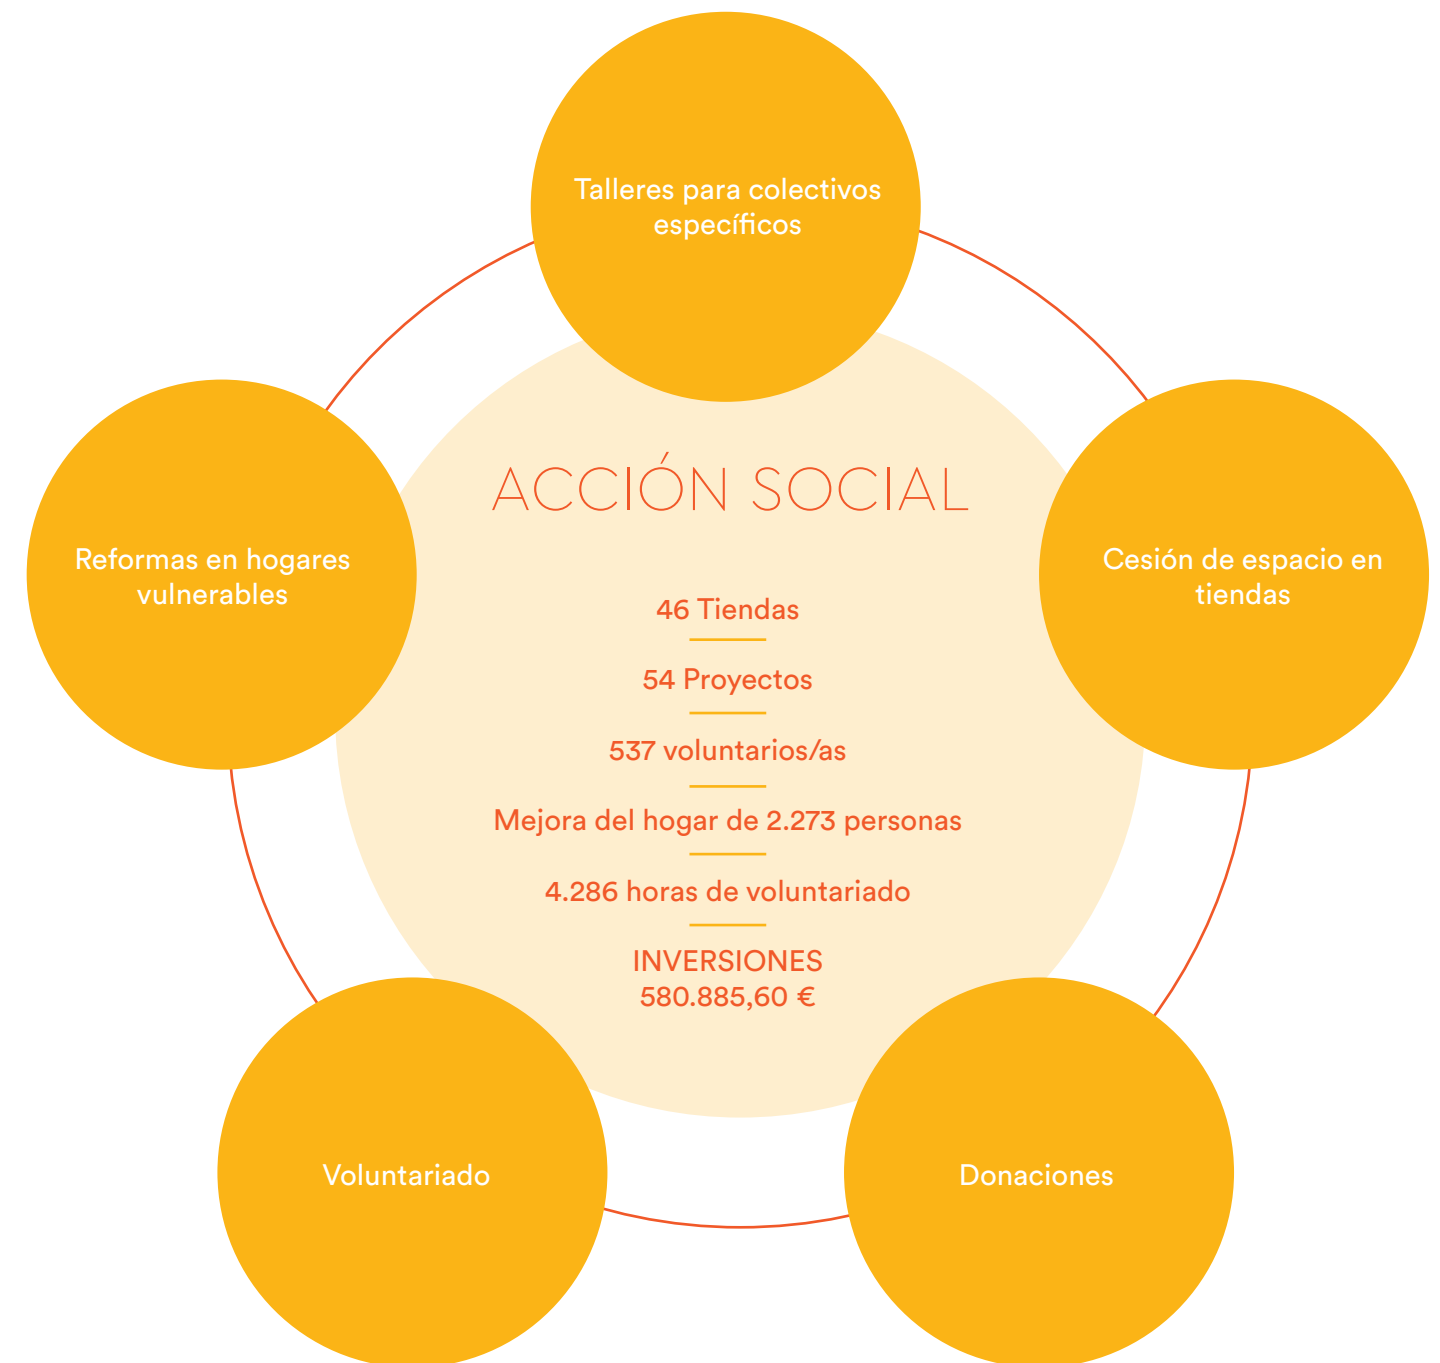 Talleres para colectivos
específicos
Reformas en hogares
vulnerables
Cesión de espacio en
tiendas
ACCIÓN SOCIAL
46 Tiendas
54 Proyectos
537 voluntarios/as
Mejora del hogar de 2.273 personas
4.286 horas de voluntariado
INVERSIONES
580.885,60 €
Voluntariado
Donaciones